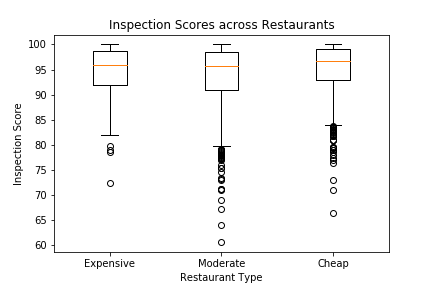 Inspection Scores across Restaurants
100
95
90
85
80
75
70
65
60
Inspection Score
Expensive
Moderate
Cheap
Restaurant Type